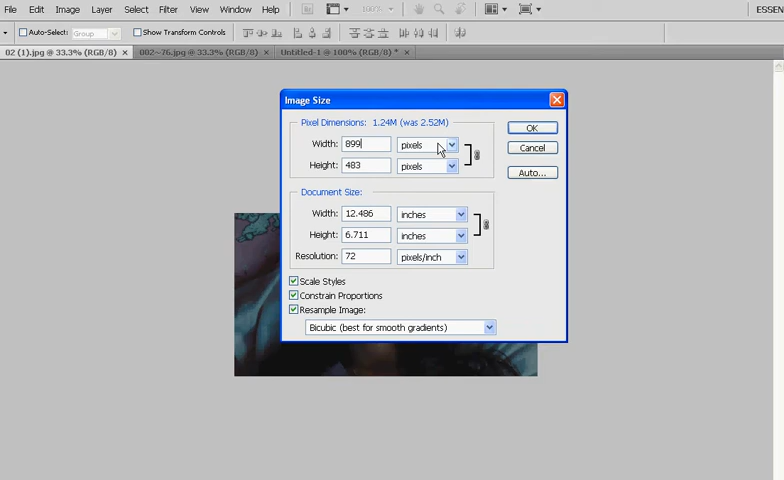 File Edit Image Layer Select Filter View Window Help Br 100% ESSEN
Auto-Select: Group Show Transform Controls
02 (1).jpg @ 33.3% (RGB/8) × 002~76.jpg @ 33.3% (RGB/8) × Untitled-1 @ 100% (RGB/8) * ×
Image Size
Pixel Dimensions: 1.24M (was 2.52M)
OK
Width: 899 pixels
Cancel
Height: 483 pixels
Auto...
Document Size:
Width: 12.486 inches
Height: 6.711 inches
Resolution: 72 pixels/inch
Scale Styles
Constrain Proportions
Resample Image:
Bicubic (best for smooth gradients)